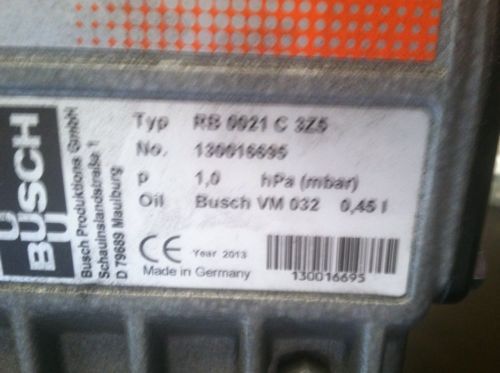 BUSCH
Busch Produktions GmbH
Schauinslandstraße 1
D 79689 Maulburg
Typ RB 0021 C 3Z5
No. 130016695
p 1,0 hPa (mbar)
Oil Busch VM 032 0,45 l
CE Year 2013
Made in Germany
130016695